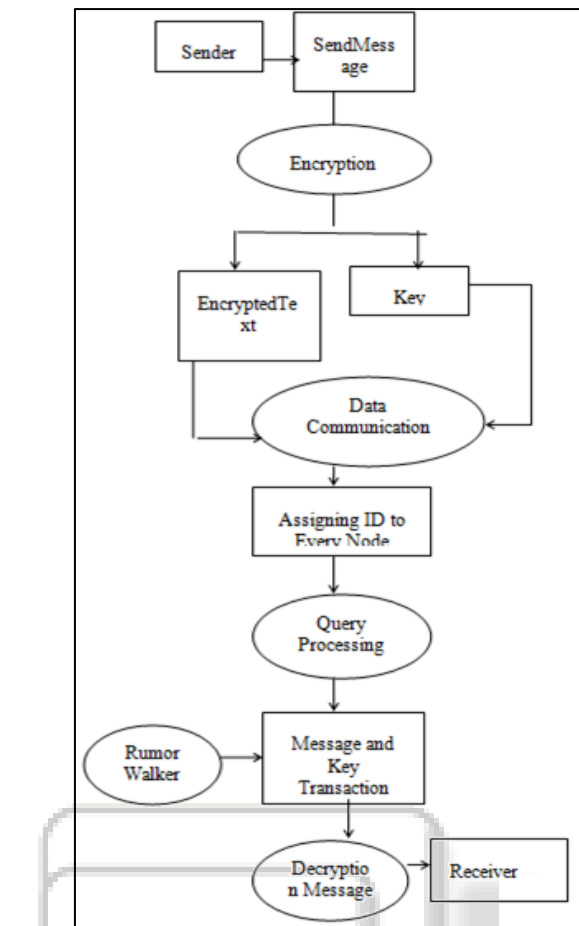 Sender
SendMess
age
Encryption
EncryptedTe
xt
Key
Data
Communication
Assigning ID to
Every Node
Query
Processing
Rumor
Walker
Message and
Key
Transaction
Decryptio
n Message
Receiver